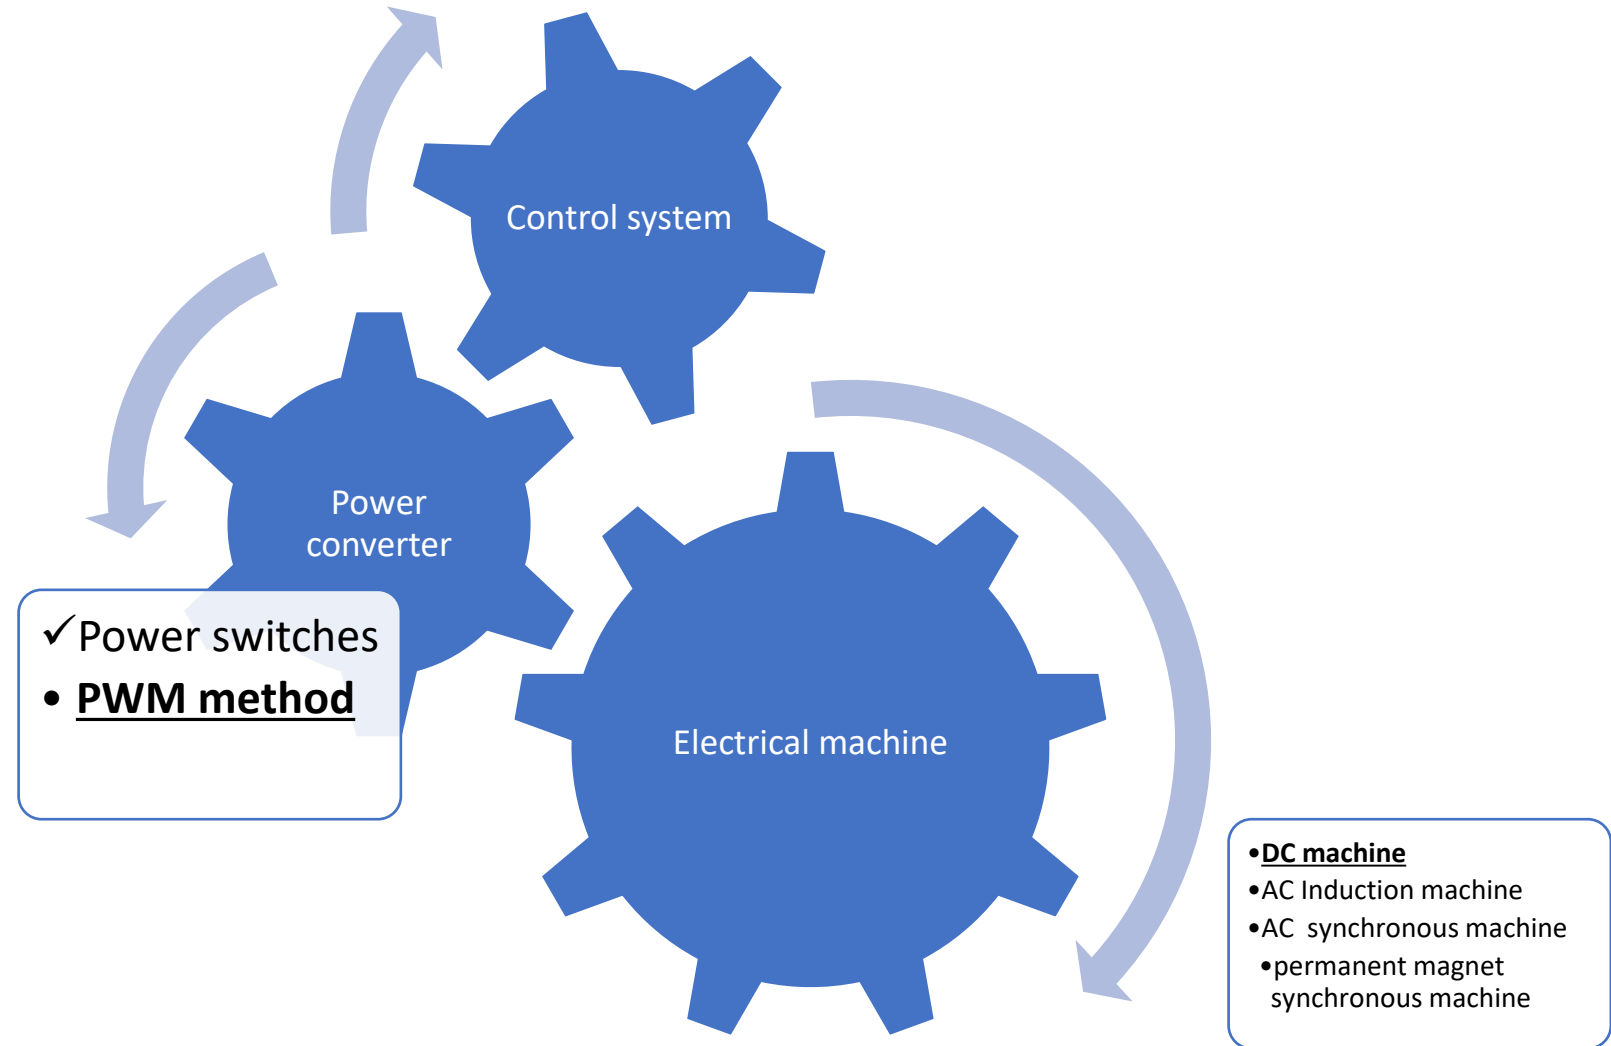 Control system
Power
converter
✓Power switches
• PWM method
Electrical machine
•DC machine
•AC Induction machine
•AC synchronous machine
•permanent magnet
synchronous machine